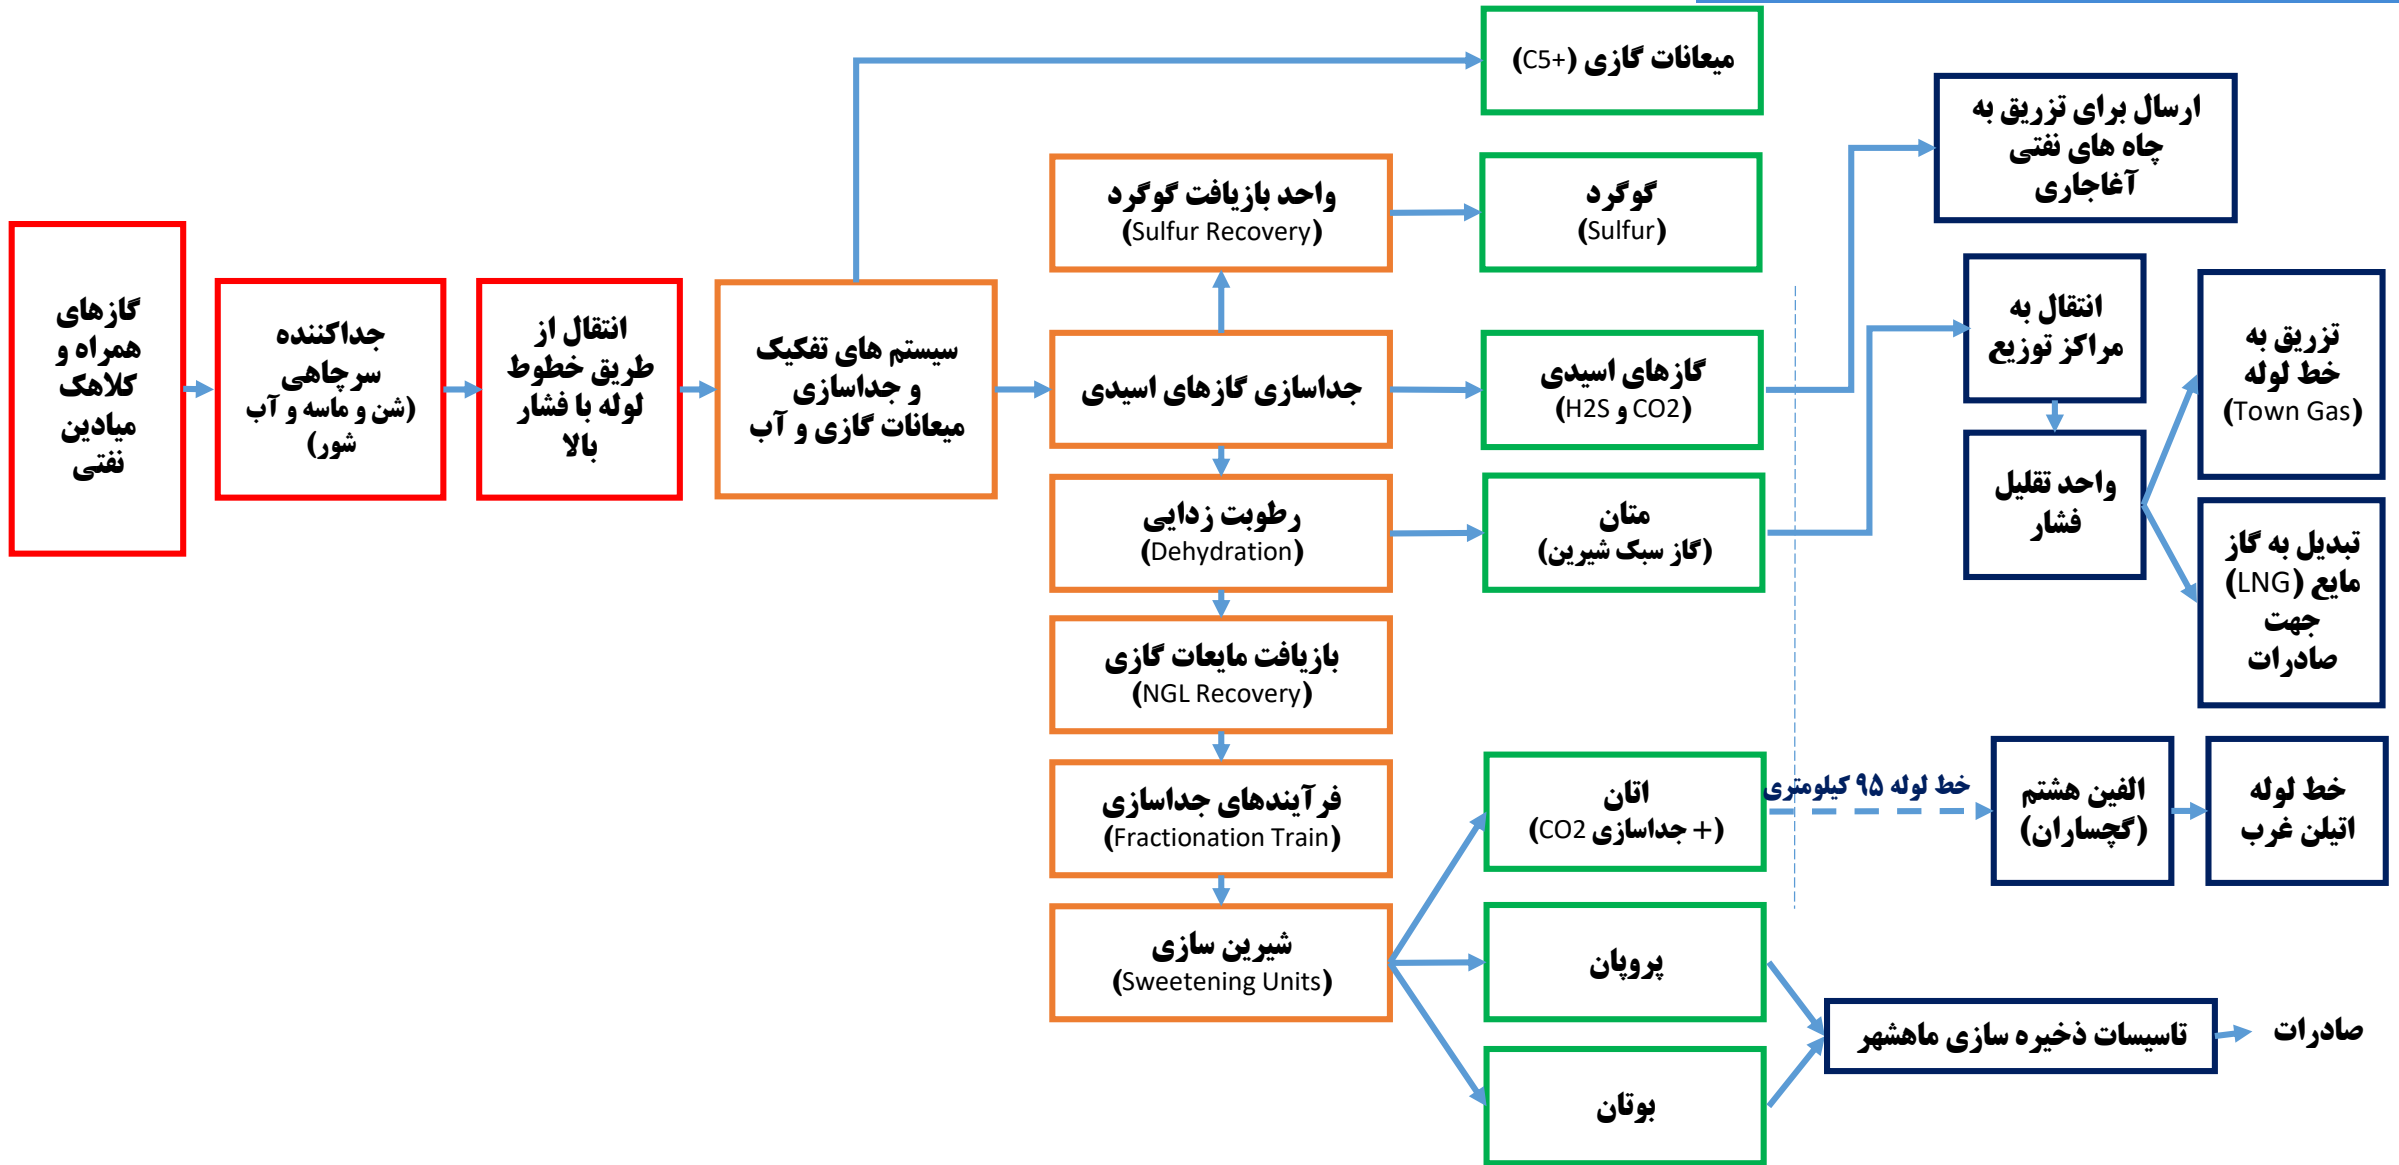 گازهای
همراه و
کلاهک
میادین
نفتی
جداکننده
سرچاهی
(شن و ماسه و آب
شور)
انتقال از
طریق خطوط
لوله با فشار
بالا
سیستم های تفکیک
و جداسازی
میعانات گازی و آب
میعانات گازی (C5+)
واحد بازیافت گوگرد
(Sulfur Recovery)
گوگرد
(Sulfur)
جداسازی گازهای اسیدی
گازهای اسیدی
(H2S و CO2)
رطوبت زدایی
(Dehydration)
متان
(گاز سبک شیرین)
بازیافت مایعات گازی
(NGL Recovery)
فرآیندهای جداسازی
(Fractionation Train)
شیرین سازی
(Sweetening Units)
اتان
(+ جداسازی CO2)
پروپان
بوتان
ارسال برای تزریق به
چاه های نفتی
آغاجاری
انتقال به
مراکز توزیع
واحد تقلیل
فشار
تزریق به
خط لوله
(Town Gas)
تبدیل به گاز
مایع (LNG)
جهت
صادرات
خط لوله ۹۵ کیلومتری
الفین هشتم
(گچساران)
خط لوله
اتیلن غرب
تاسیسات ذخیره سازی ماهشهر
صادرات